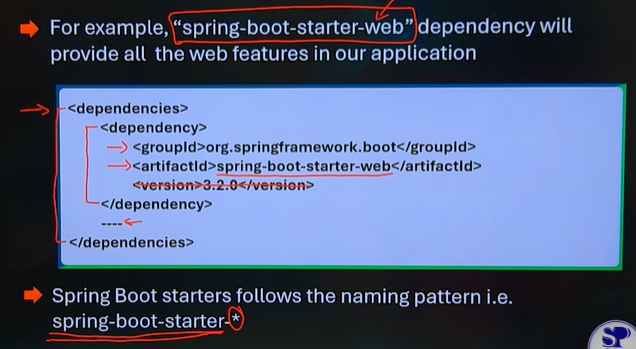 For example, “spring-boot-starter-web” dependency will
provide all the web features in our application
<dependencies>
<dependency>
<groupId>org.springframework.boot</groupId>
<artifactId>spring-boot-starter-web</artifactId>
<version>3.2.0</version>
</dependency>
----
</dependencies>
Spring Boot starters follows the naming pattern i.e.
spring-boot-starter-*
SP